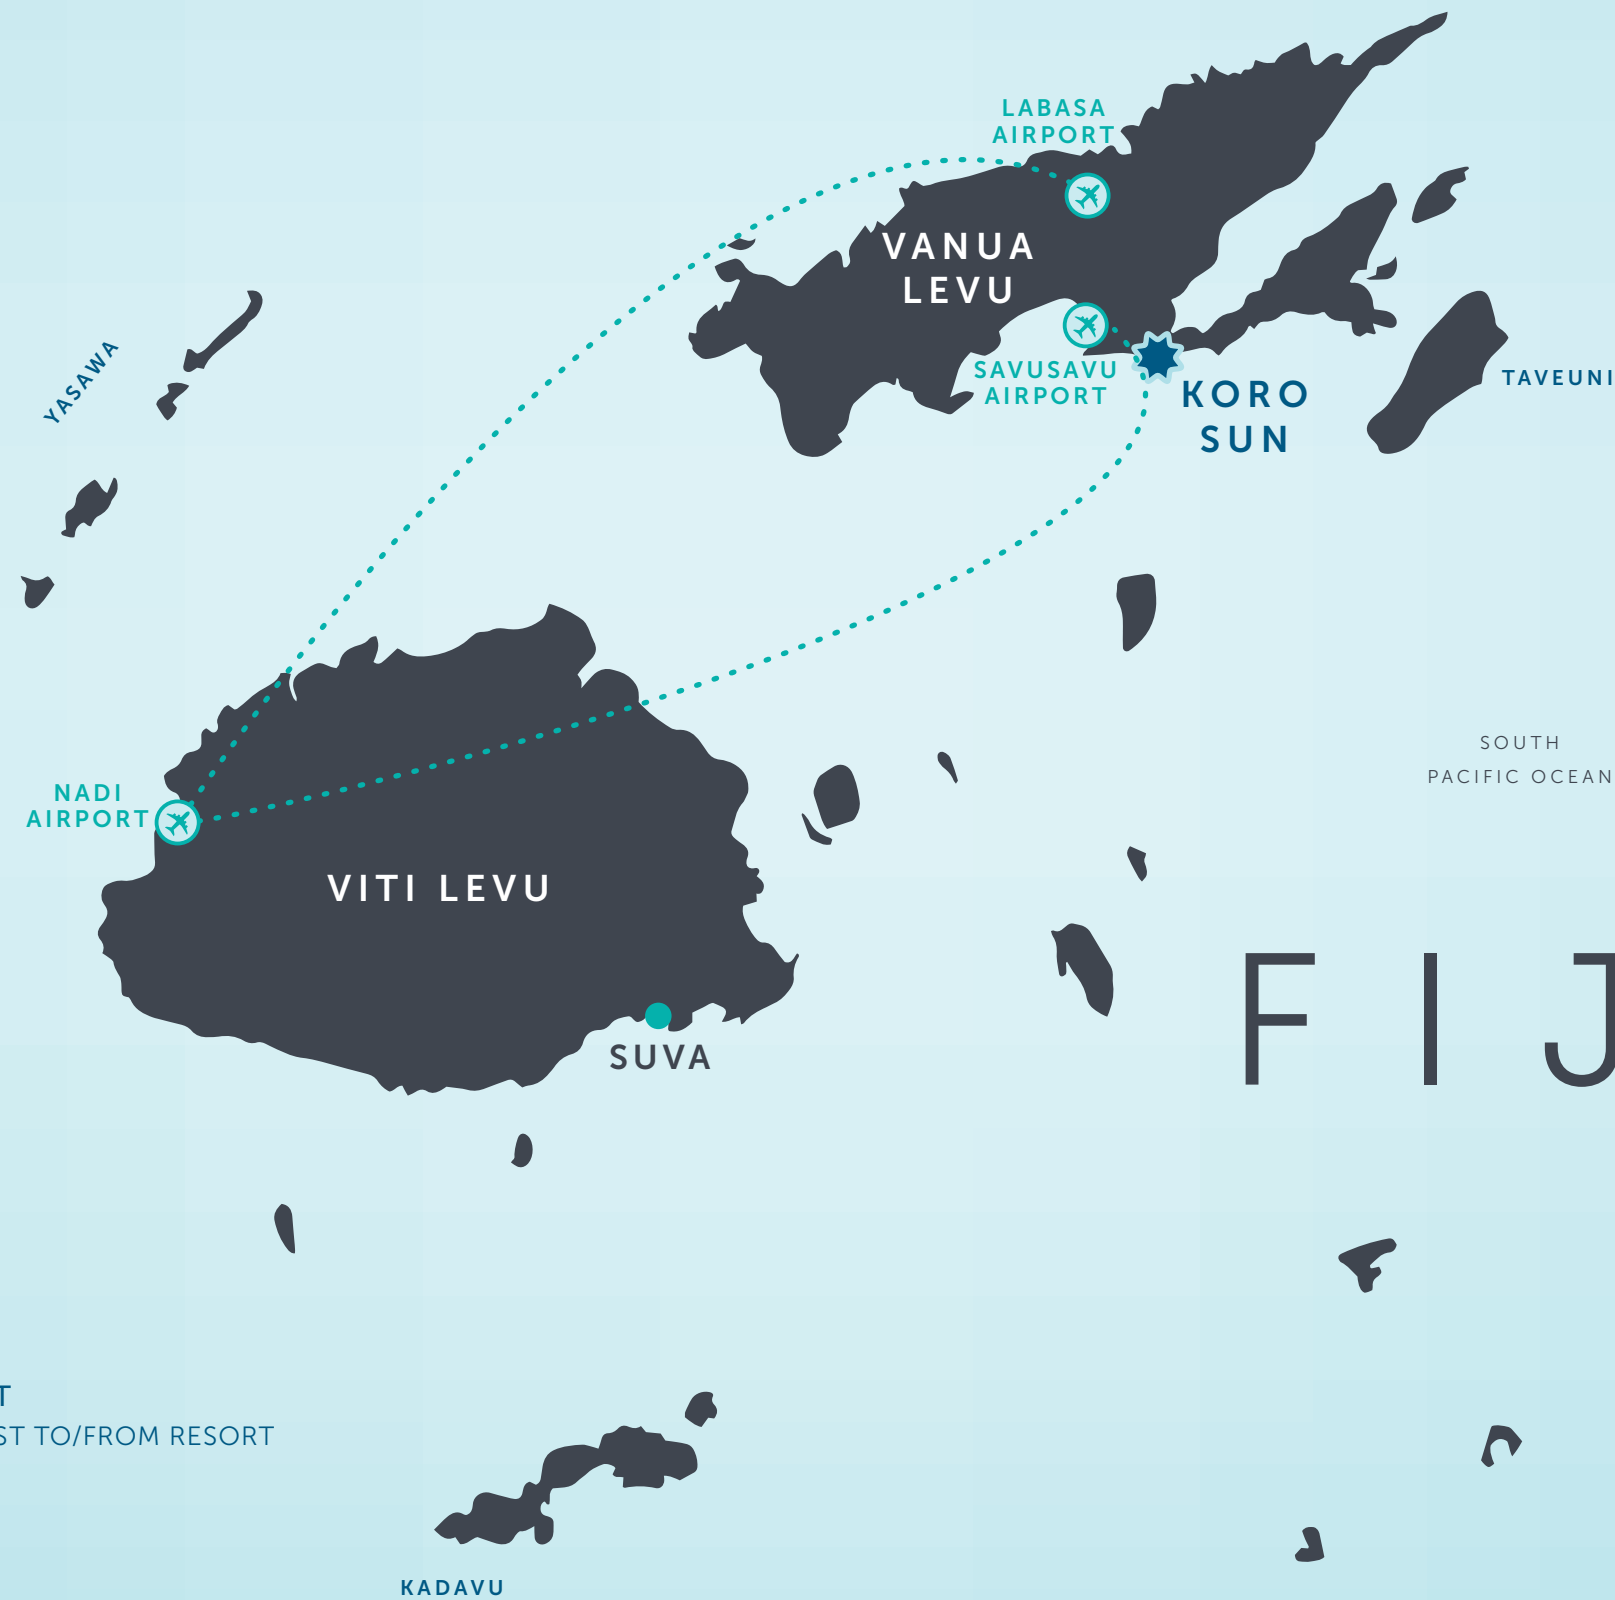 LABASA
AIRPORT
VANUA
LEVU
SAVUSAVU
AIRPORT
KORO
SUN
TAVEUNI
YASAWA
SOUTH
PACIFIC OCEAN
NADI
AIRPORT
VITI LEVU
FIJ
SUVA
T
ST TO/FROM RESORT
KADAVU